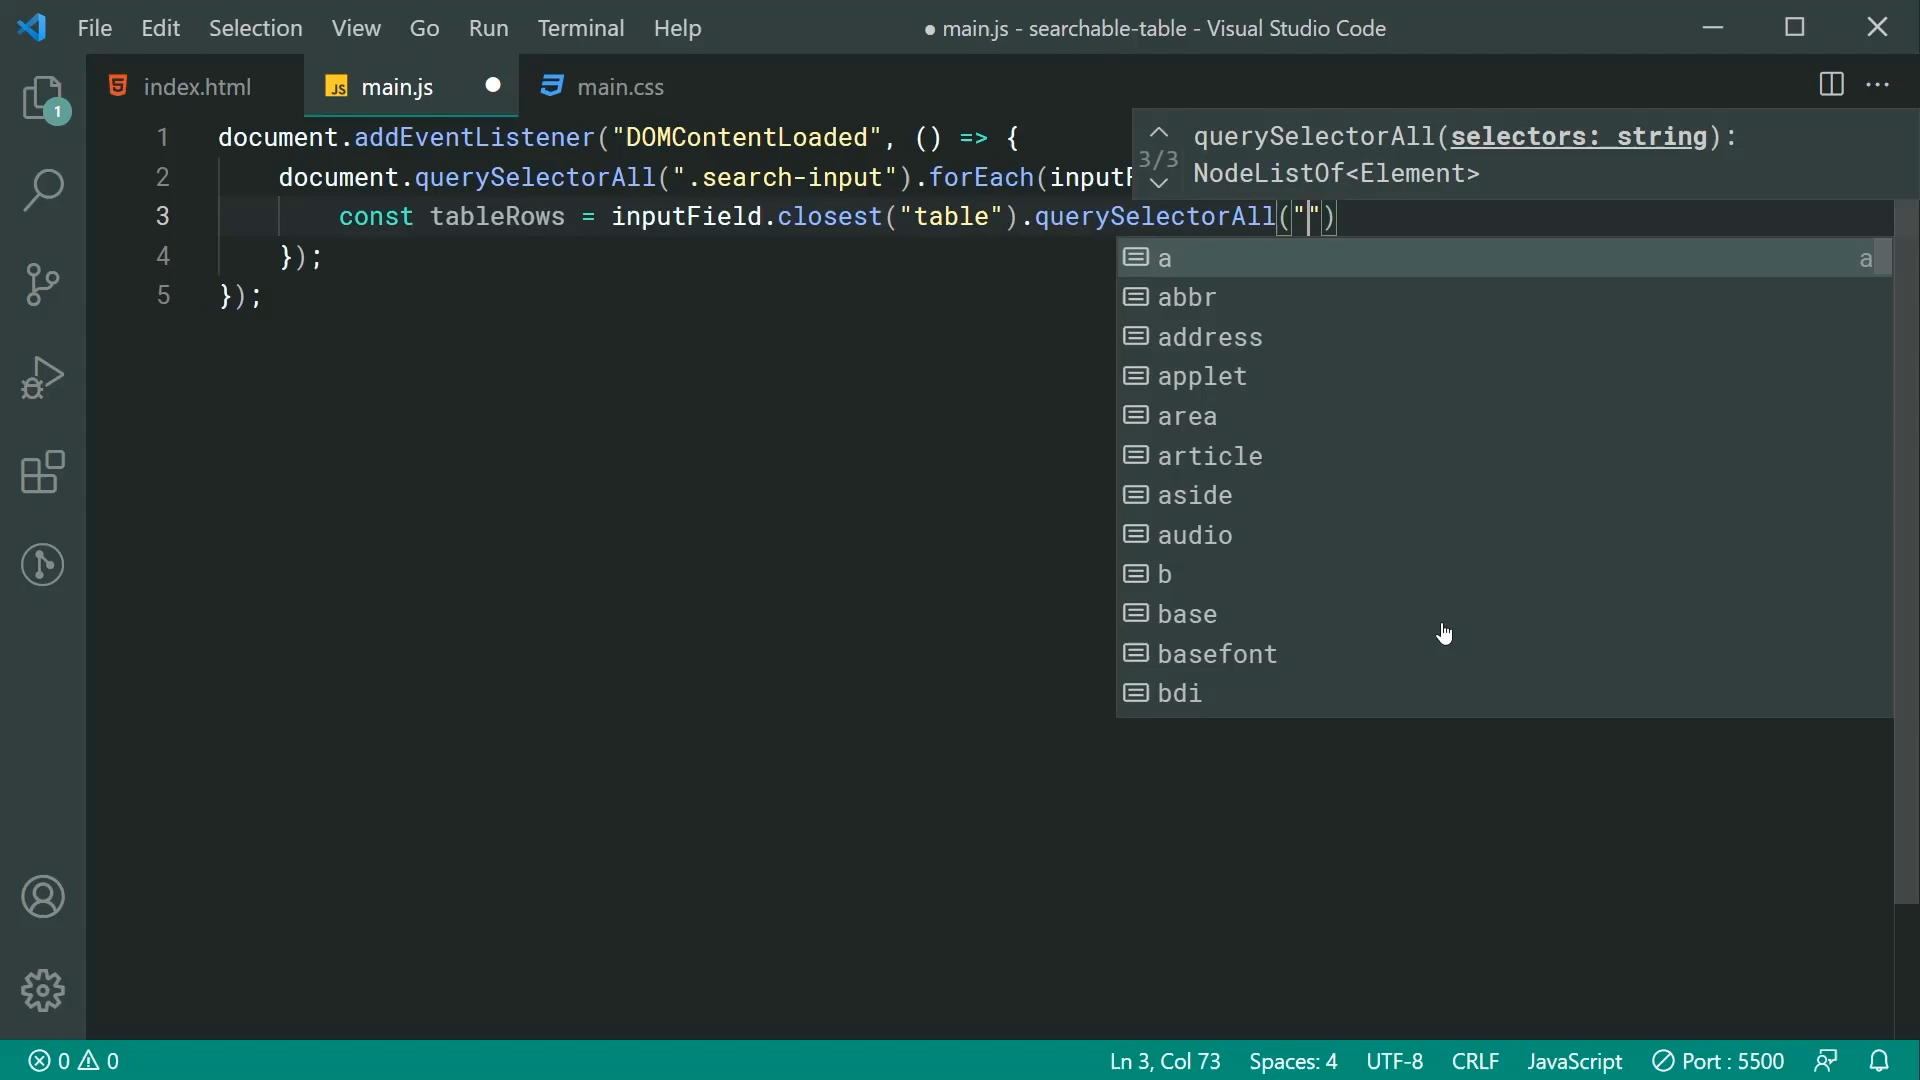 File Edit Selection View Go Run Terminal Help ● main.js - searchable-table - Visual Studio Code
index.html JS main.js ● main.css
1
1 document.addEventListener("DOMContentLoaded", () => {
2 document.querySelectorAll(".search-input").forEach(inputF
3 const tableRows = inputField.closest("table").querySelectorAll("")
4 });
5 });
querySelectorAll(selectors: string):
3/3
NodeListOf<Element>
a a
abbr
address
applet
area
article
aside
audio
b
base
basefont
bdi
0 0 Ln 3, Col 73 Spaces: 4 UTF-8 CRLF JavaScript Port : 5500